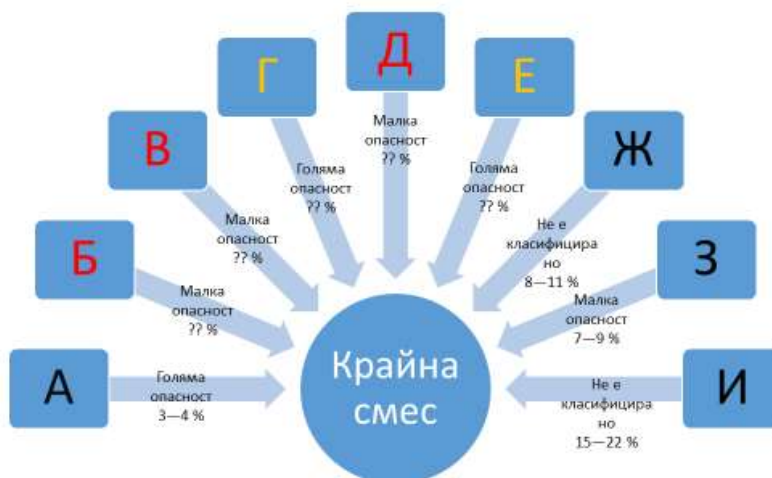 А
Голяма
опасност
3—4 %
Б
Малка
опасност
?? %
В
Малка
опасност
?? %
Г
Голяма
опасност
?? %
Д
Малка
опасност
?? %
Е
Голяма
опасност
?? %
Ж
Не е
класифицира
но
8—11 %
З
Малка
опасност
7—9 %
И
Не е
класифицира
но
15—22 %
Крайна
смес